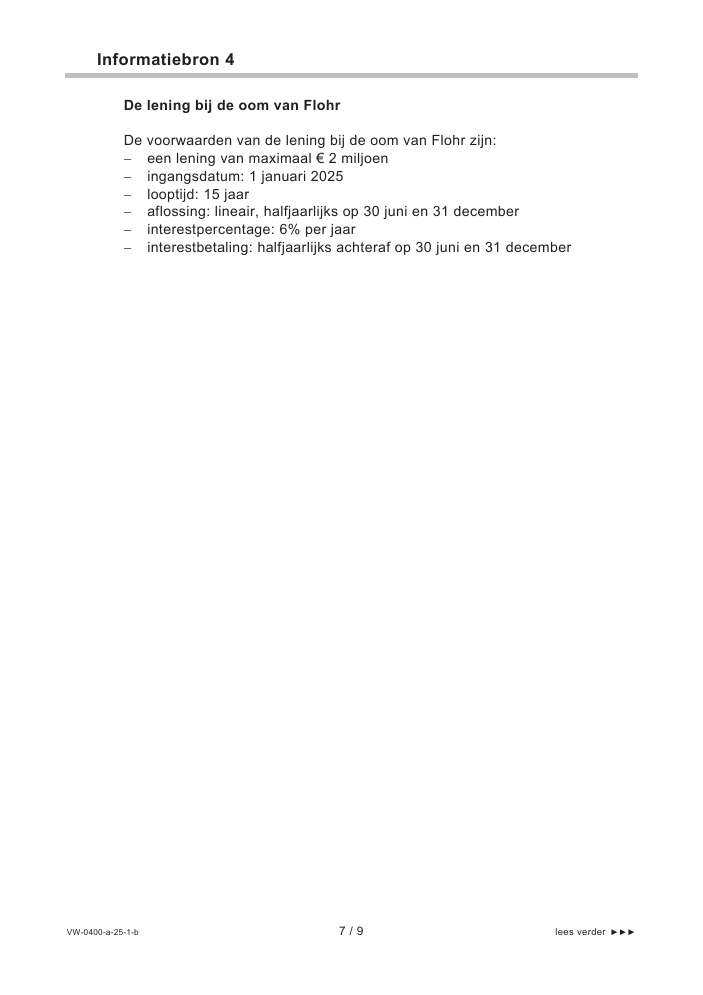 Informatiebron 4
De lening bij de oom van Flohr
De voorwaarden van de lening bij de oom van Flohr zijn:
– een lening van maximaal € 2 miljoen
– ingangsdatum: 1 januari 2025
– looptijd: 15 jaar
– aflossing: lineair, halfjaarlijks op 30 juni en 31 december
– interestpercentage: 6% per jaar
– interestbetaling: halfjaarlijks achteraf op 30 juni en 31 december
VW-0400-a-25-1-b 7 / 9 lees verder ►►►